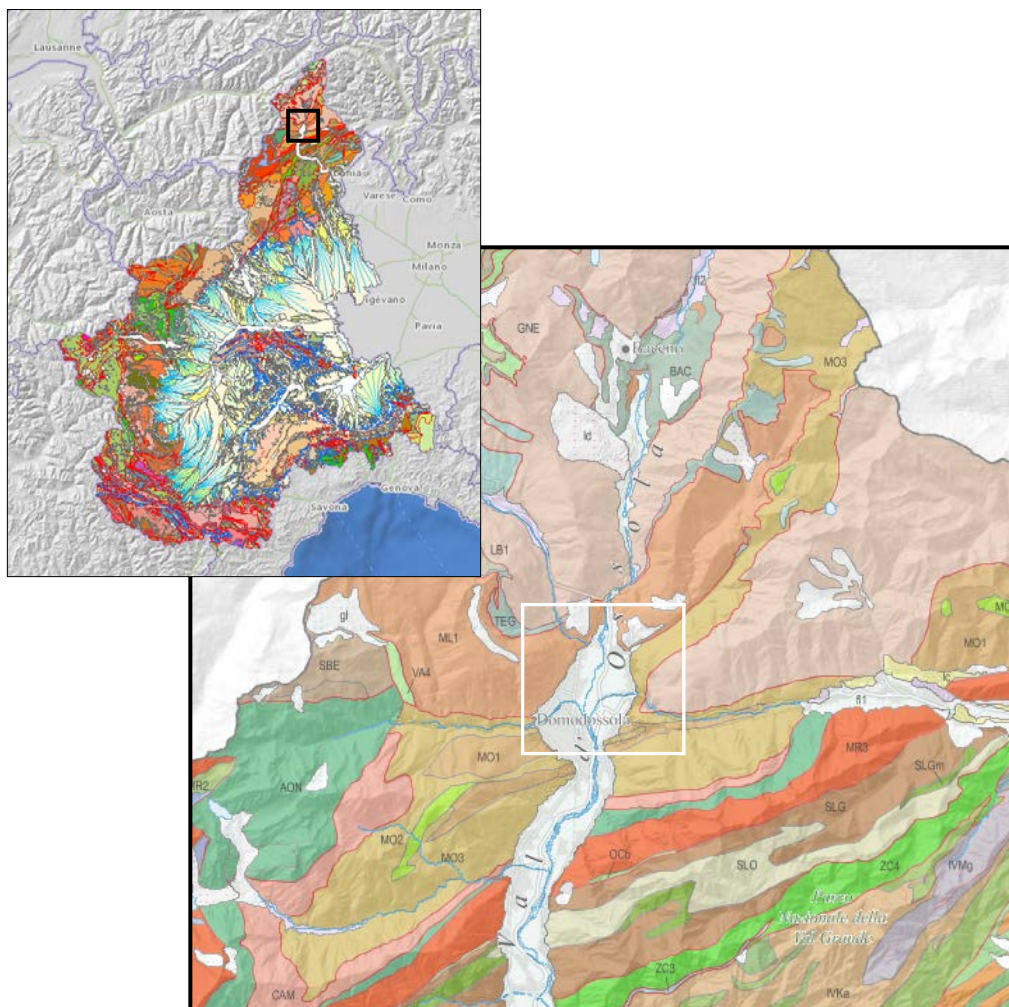 Lausanne
Aosta
Varese
Como
Monza
Milano
Pavia
Genova
Savona
GNE
Baceno
BAC
MO3
LB1
TEG
gl
ML1
SBE
VA4
MO1
Domodossola
fl1
MO1
AON
MR3
SLGm
MO2
MO3
SLG
OCb
SLO
ZC4
IVMg
Parco
Nazionale della
Val Grande
Val d'Ossola
CAM
ZC3
IVKa